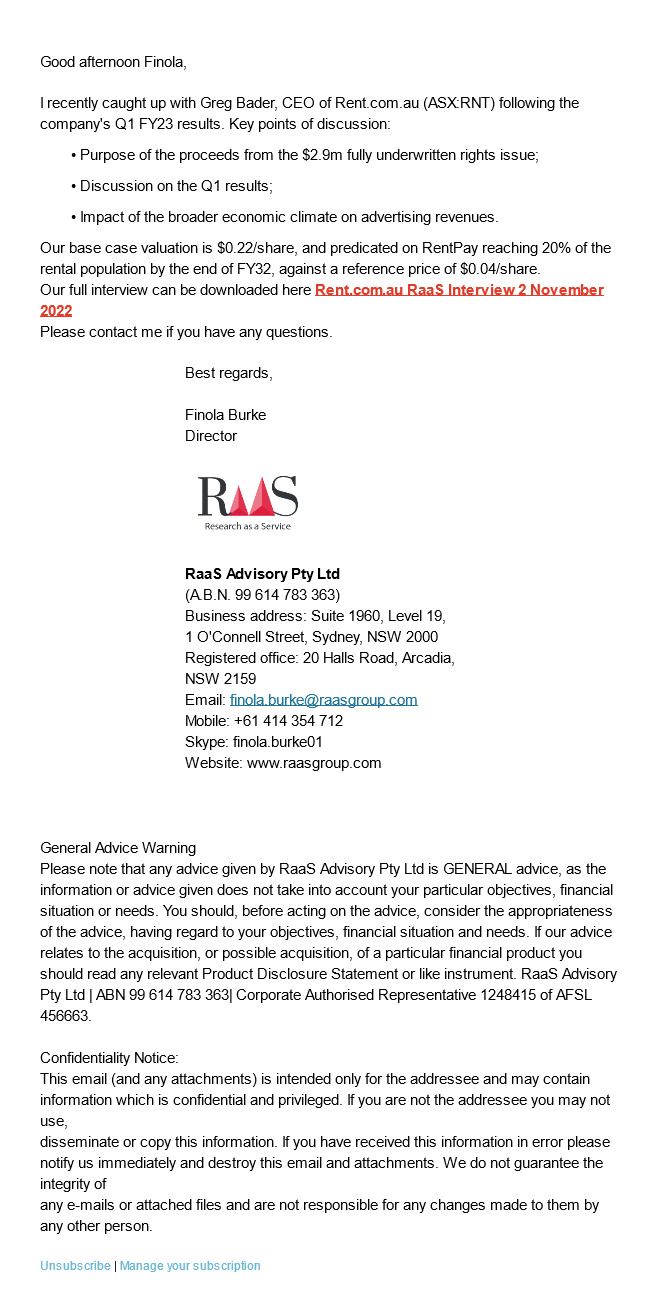 Good afternoon Finola,
I recently caught up with Greg Bader, CEO of Rent.com.au (ASX:RNT) following the
company's Q1 FY23 results. Key points of discussion:
• Purpose of the proceeds from the $2.9m fully underwritten rights issue;
• Discussion on the Q1 results;
• Impact of the broader economic climate on advertising revenues.
Our base case valuation is $0.22/share, and predicated on RentPay reaching 20% of the
rental population by the end of FY32, against a reference price of $0.04/share.
Our full interview can be downloaded here Rent.com.au RaaS Interview 2 November
2022
Please contact me if you have any questions.
Best regards,
Finola Burke
Director
RAAS
Research as a Service
RaaS Advisory Pty Ltd
(A.B.N. 99 614 783 363)
Business address: Suite 1960, Level 19,
1 O'Connell Street, Sydney, NSW 2000
Registered office: 20 Halls Road, Arcadia,
NSW 2159
Email: finola.burke@raasgroup.com
Mobile: +61 414 354 712
Skype: finola.burke01
Website: www.raasgroup.com
General Advice Warning
Please note that any advice given by RaaS Advisory Pty Ltd is GENERAL advice, as the
information or advice given does not take into account your particular objectives, financial
situation or needs. You should, before acting on the advice, consider the appropriateness
of the advice, having regard to your objectives, financial situation and needs. If our advice
relates to the acquisition, or possible acquisition, of a particular financial product you
should read any relevant Product Disclosure Statement or like instrument. RaaS Advisory
Pty Ltd | ABN 99 614 783 363| Corporate Authorised Representative 1248415 of AFSL
456663.
Confidentiality Notice:
This email (and any attachments) is intended only for the addressee and may contain
information which is confidential and privileged. If you are not the addressee you may not
use,
disseminate or copy this information. If you have received this information in error please
notify us immediately and destroy this email and attachments. We do not guarantee the
integrity of
any e-mails or attached files and are not responsible for any changes made to them by
any other person.
Unsubscribe | Manage your subscription